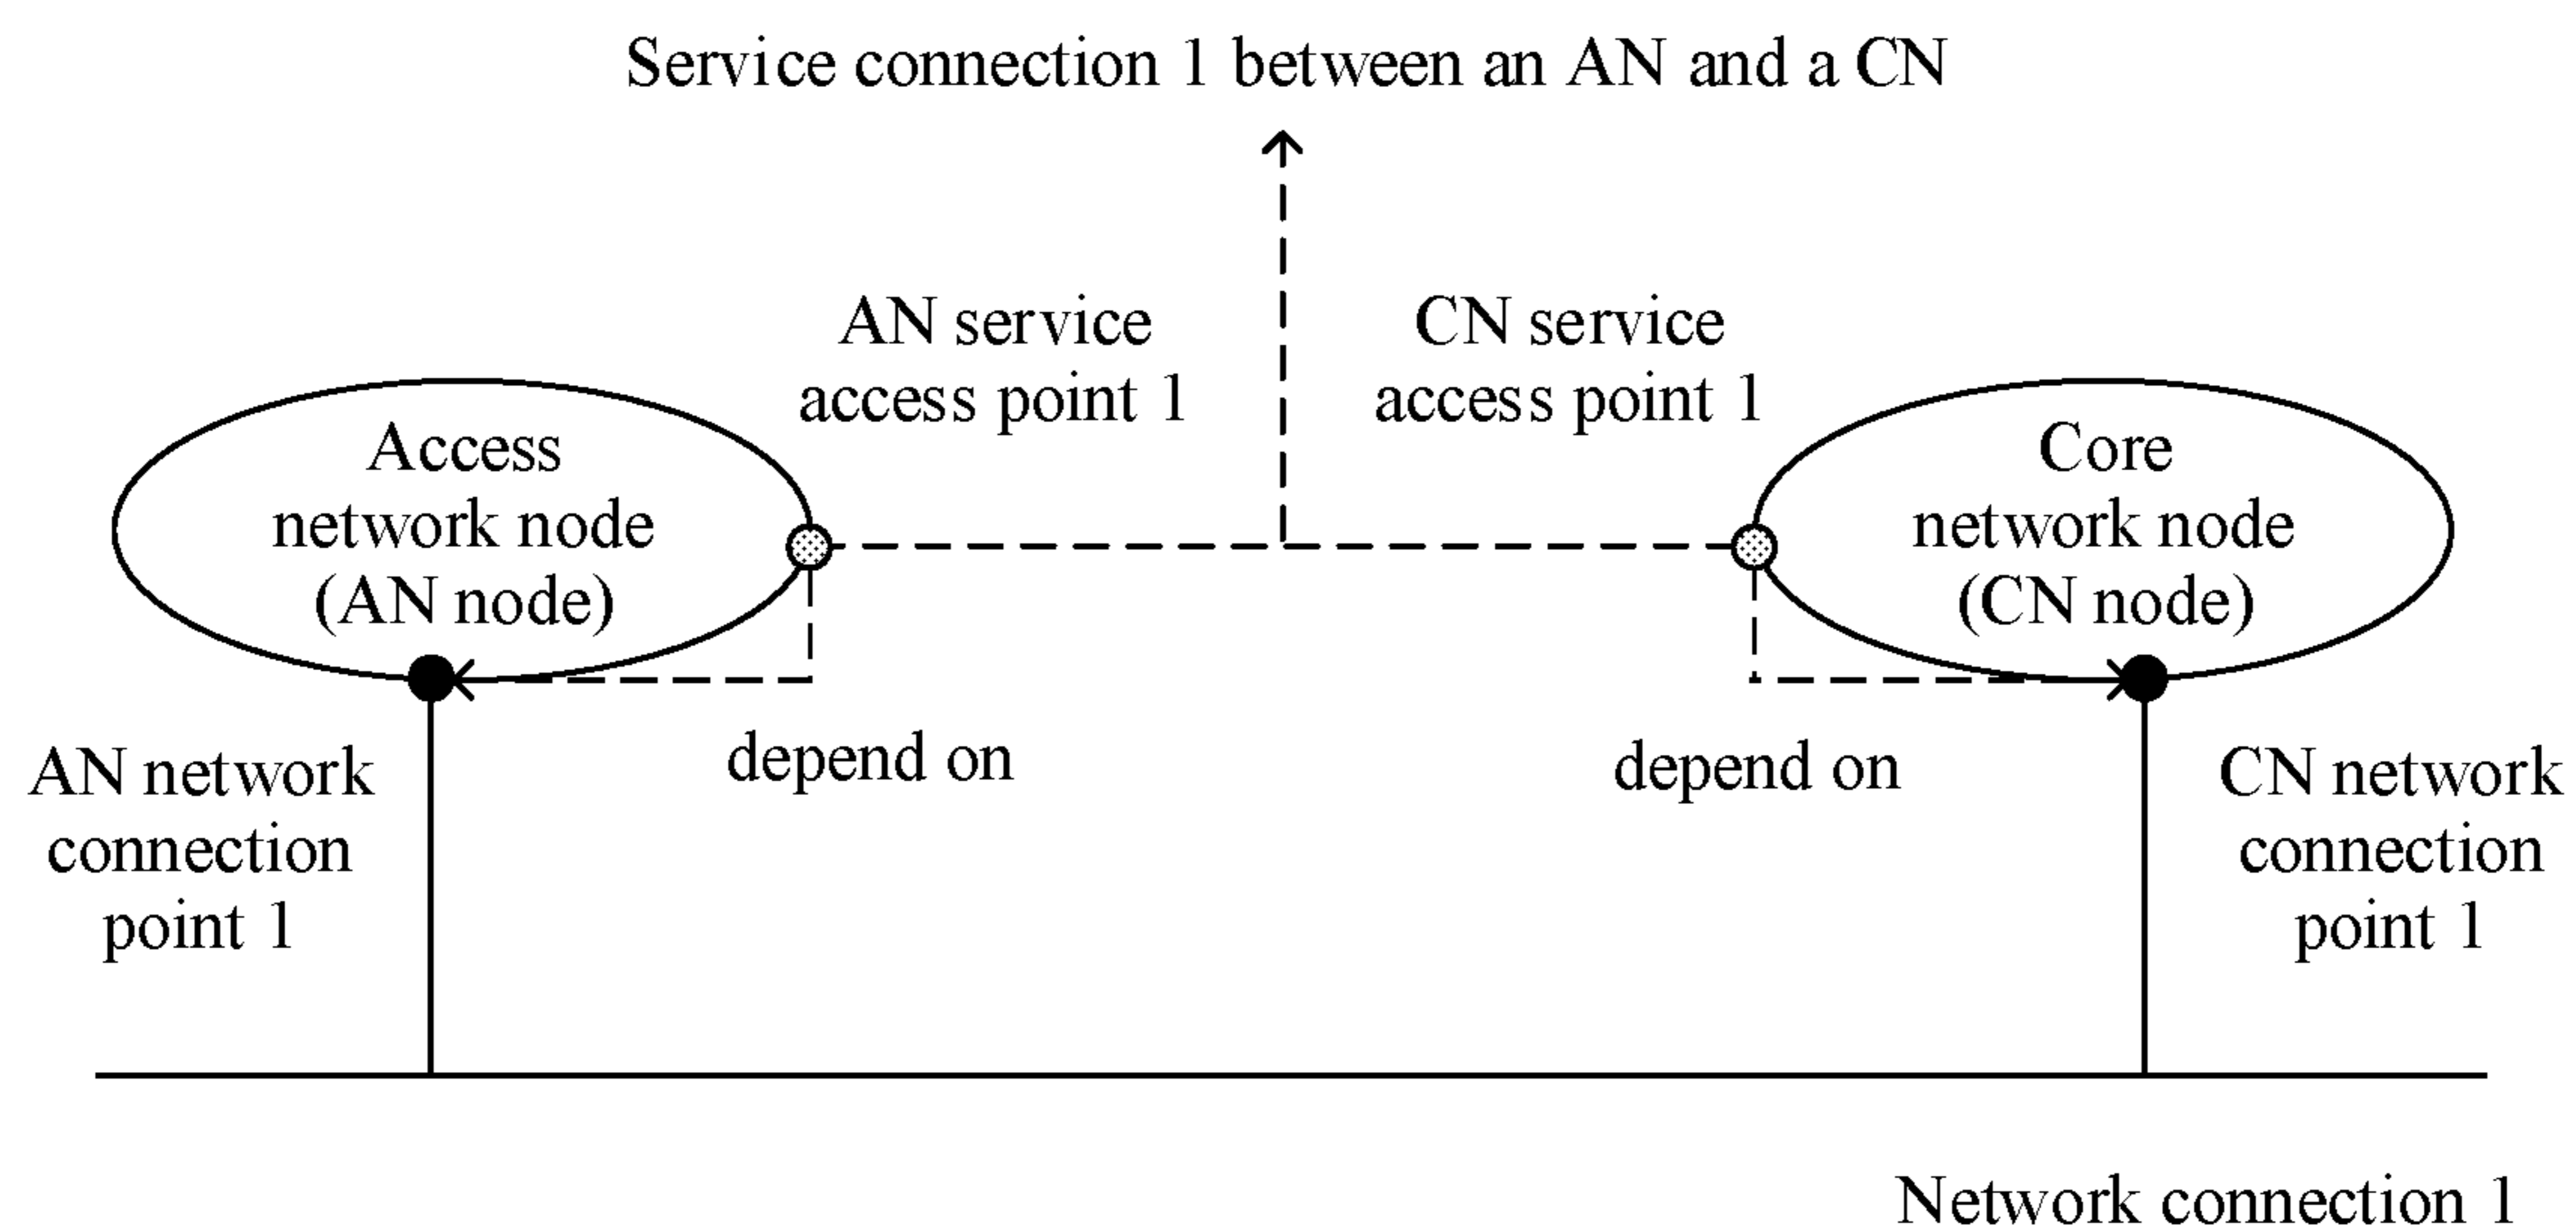 Service connection 1 between an AN and a CN
AN service
access point 1
CN service
access point 1
Access
network node
(AN node)
Core
network node
(CN node)
AN network
connection
point 1
depend on
depend on
CN network
connection
point 1
Network connection 1